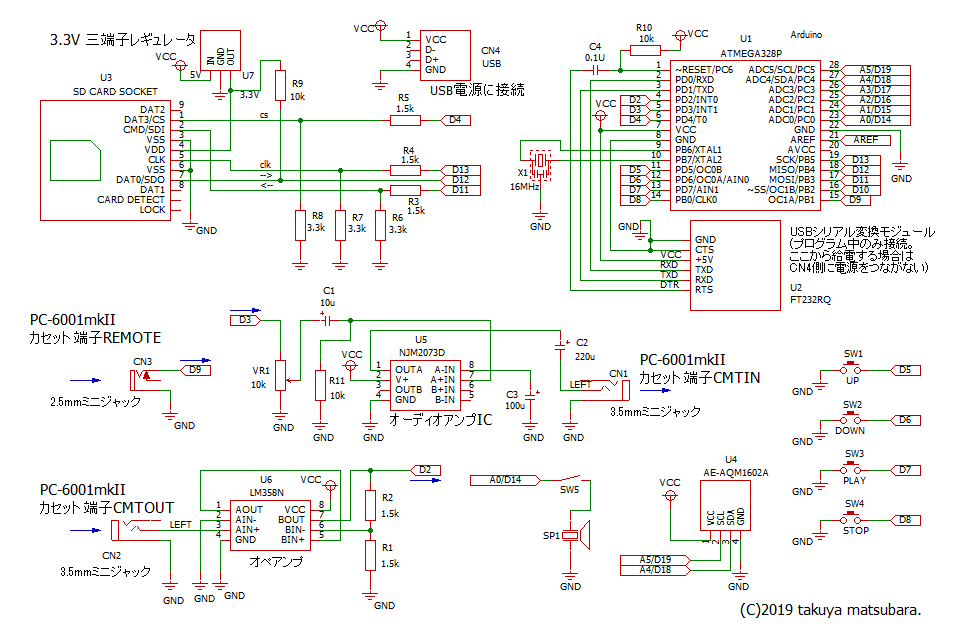 3.3V 三端子レギュレータ
VCC
IN
GND
OUT
5V
U7
3.3V
U3
SD CARD SOCKET
DAT2
DAT3/CS
CMD/SDI
VSS
VDD
CLK
VSS
DAT0/SDO
DAT1
CARD DETECT
LOCK
9
1
2
3
4
5
6
7
8
GND
R9
10k
cs
clk
-->
<--
R5
1.5k
D4
R4
1.5k
D13
D12
D11
R3
1.5k
R8
3.3k
R7
3.3k
R6
3.3k
VCC
1
2
3
4
VCC
D-
D+
GND
CN4
USB
USB電源に接続
R10
10k
VCC
C4
0.1U
U1
Arduino
ATMEGA328P
VCC
D2
D3
D4
D5
D6
D7
D8
1 ~RESET/PC6
2 PD0/RXD
3 PD1/TXD
4 PD2/INT0
5 PD3/INT1
6 PD4/T0
7 VCC
8 GND
9 PB6/XTAL1
10 PB7/XTAL2
11 PD5/OC0B
12 PD6/OC0A/AIN0
13 PD7/AIN1
14 PB0/CLK0
ADC5/SCL/PC5 28 A5/D19
ADC4/SDA/PC4 27 A4/D18
ADC3/PC3 26 A3/D17
ADC2/PC2 25 A2/D16
ADC1/PC1 24 A1/D15
ADC0/PC0 23 A0/D14
GND 22
AREF 21 AREF
AVCC 20
SCK/PB5 19 D13
MISO/PB4 18 D12
MOSI/PB3 17 D11
~SS/OC1B/PB2 16 D10
OC1A/PB1 15 D9
GND
X1
16MHz
GND
GND
VCC
RXD
TXD
DTR
GND
CTS
+5V
TXD
RXD
RTS
USBシリアル変換モジュール
(プログラム中のみ接続。
ここから給電する場合は
CN4側に電源をつながない)
U2
FT232RQ
PC-6001mkII
カセット端子REMOTE
CN3
D9
2.5mmミニジャック
GND
D3
C1
10u
+
VR1
10k
GND
R11
10k
GND
VCC
U5
NJM2073D
1 OUTA
2 V+
3 OUTB
4 GND
A-IN 8
A+IN 7
B+IN 6
B-IN 5
GND
オーディオアンプIC
C3
100u
+
GND
C2
220u
+
LEFT
CN1
GND
3.5mmミニジャック
PC-6001mkII
カセット端子CMTIN
SW1
UP
D5
GND
SW2
DOWN
D6
GND
SW3
PLAY
D7
GND
SW4
STOP
D8
GND
PC-6001mkII
カセット端子CMTOUT
LEFT
CN2
3.5mmミニジャック
GND
GND
GND
U6
LM358N
VCC
1 AOUT
2 AIN-
3 AIN+
4 GND
VCC 8
BOUT 7
BIN- 6
BIN+ 5
オペアンプ
D2
R2
1.5k
R1
1.5k
GND
A0/D14
SW5
SP1
GND
U4
AE-AQM1602A
VCC
VCC
SCL
SDA
GND
1
2
3
4
A5/D19
A4/D18
GND
(C)2019 takuya matsubara.